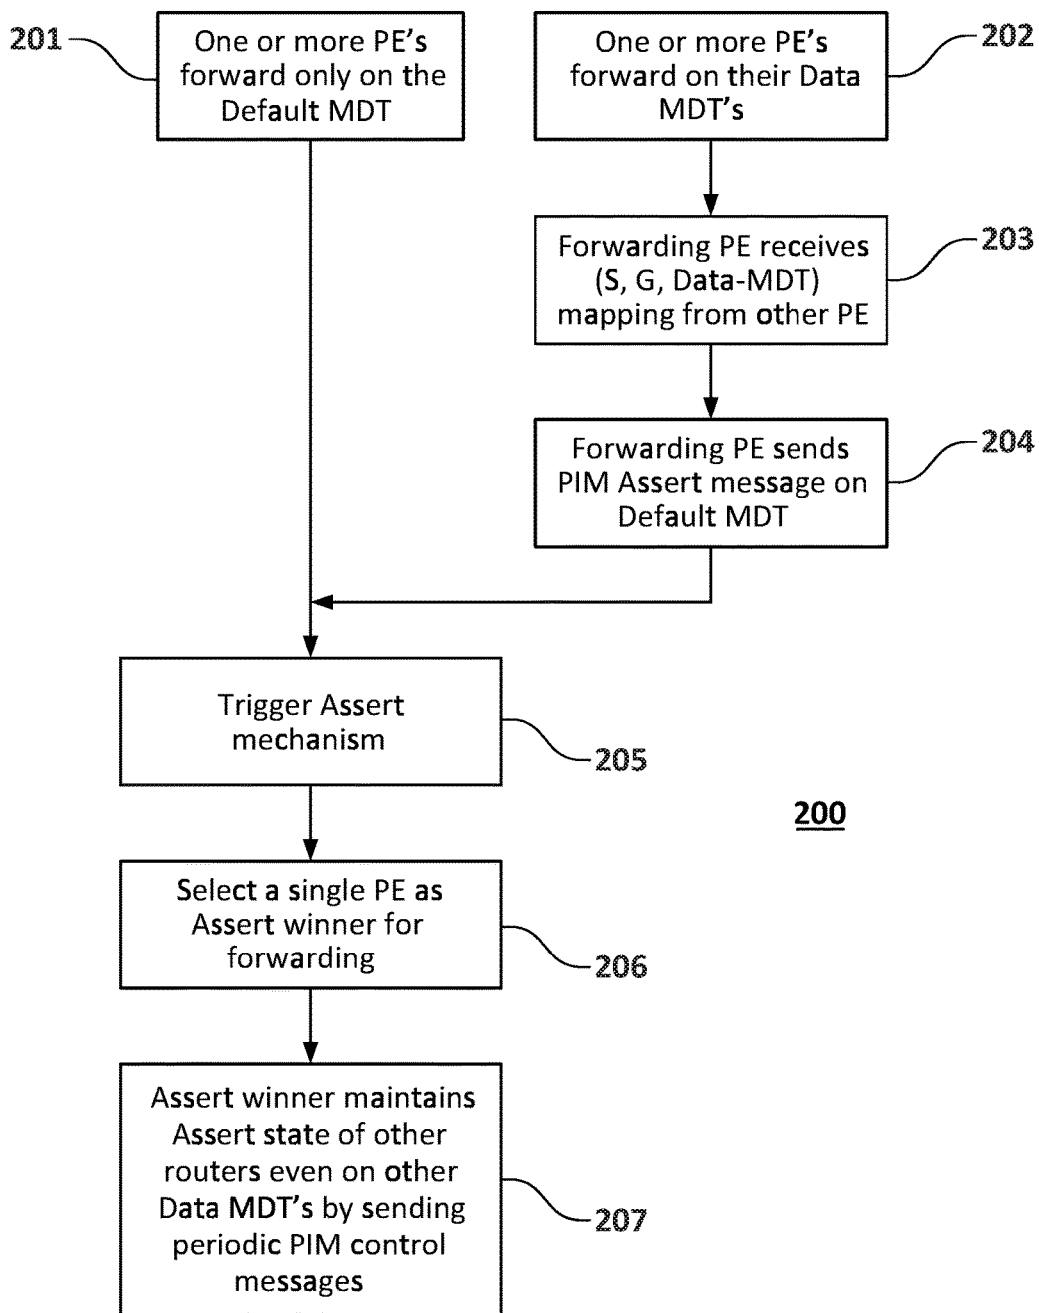 201
One or more PE's
forward only on the
Default MDT
One or more PE's
forward on their Data
MDT's
202
Forwarding PE receives
(S, G, Data-MDT)
mapping from other PE
203
Forwarding PE sends
PIM Assert message on
Default MDT
204
Trigger Assert
mechanism
205
200
Select a single PE as
Assert winner for
forwarding
206
Assert winner maintains
Assert state of other
routers even on other
Data MDT's by sending
periodic PIM control
messages
207